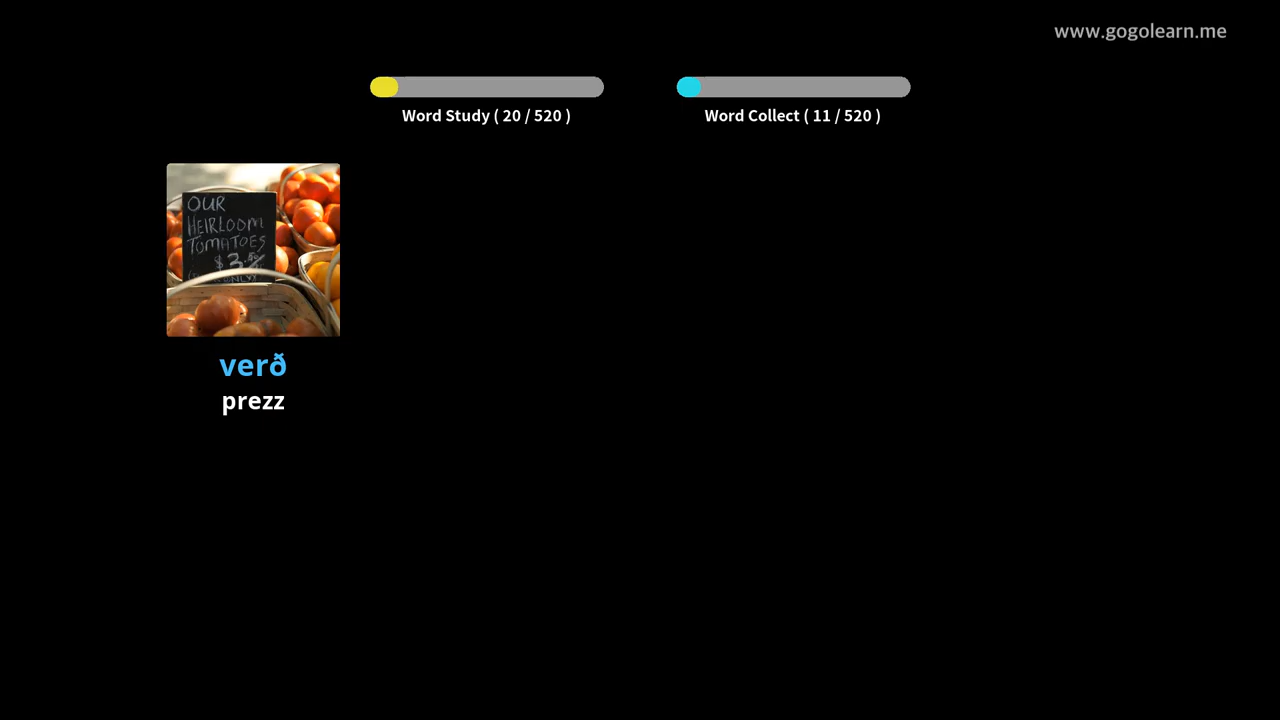 www.gogolearn.me
Word Study ( 20 / 520 )
Word Collect ( 11 / 520 )
OUR
HEIRLOOM
TOMATOES
verð
prezz